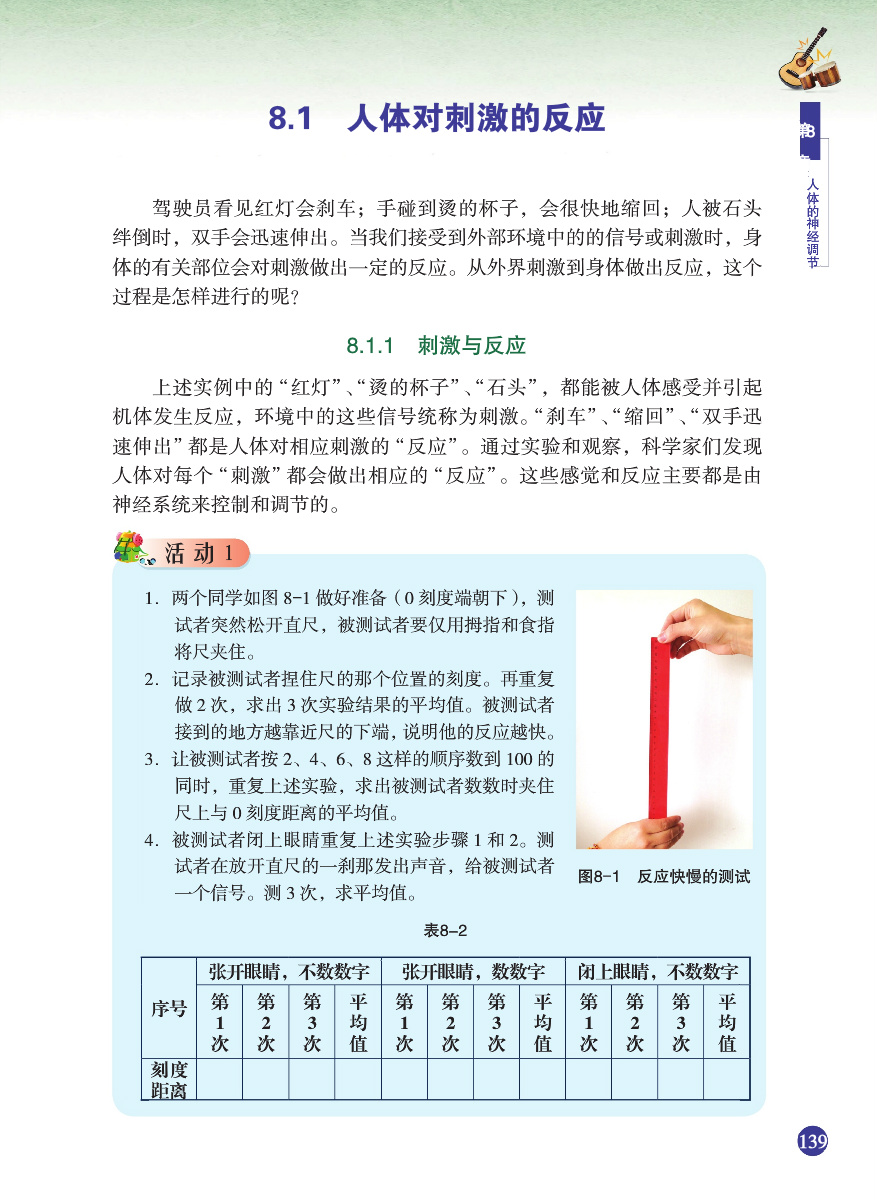 8.1 人体对刺激的反应
8
人体的神经调节
驾驶员看见红灯会刹车；手碰到烫的杯子，会很快地缩回；人被石头
绊倒时，双手会迅速伸出。当我们接受到外部环境中的的信号或刺激时，身
体的有关部位会对刺激做出一定的反应。从外界刺激到身体做出反应，这个
过程是怎样进行的呢？
8.1.1 刺激与反应
上述实例中的“红灯”、“烫的杯子”、“石头”，都能被人体感受并引起
机体发生反应，环境中的这些信号统称为刺激。“刹车”、“缩回”、“双手迅
速伸出”都是人体对相应刺激的“反应”。通过实验和观察，科学家们发现
人体对每个“刺激”都会做出相应的“反应”。这些感觉和反应主要都是由
神经系统来控制和调节的。
活动1
1. 两个同学如图 8-1 做好准备（0 刻度端朝下），测
试者突然松开直尺，被测试者要仅用拇指和食指
将尺夹住。
2. 记录被测试者捏住尺的那个位置的刻度。再重复
做 2 次，求出 3 次实验结果的平均值。被测试者
接到的地方越靠近尺的下端，说明他的反应越快。
3. 让被测试者按 2、4、6、8 这样的顺序数到 100 的
同时，重复上述实验，求出被测试者数数时夹住
尺上与 0 刻度距离的平均值。
4. 被测试者闭上眼睛重复上述实验步骤 1 和 2。测
试者在放开直尺的一刹那发出声音，给被测试者
一个信号。测 3 次，求平均值。
图8-1 反应快慢的测试
表8-2
序号 张开眼睛，不数数字 张开眼睛，数数字 闭上眼睛，不数数字
第1次 第2次 第3次 平均值 第1次 第2次 第3次 平均值 第1次 第2次 第3次 平均值
刻度
距离
139